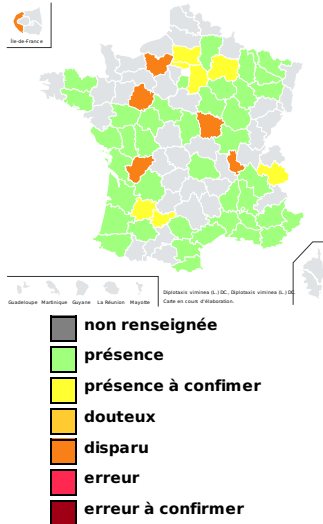 Île-de-France
Guadeloupe Martinique Guyane La Réunion Mayotte
Diplotaxis viminea (L.) DC., Diplotaxis viminea (L.) DC.
Carte en cours d'élaboration.
non renseignée
présence
présence à confimer
douteux
disparu
erreur
erreur à confirmer